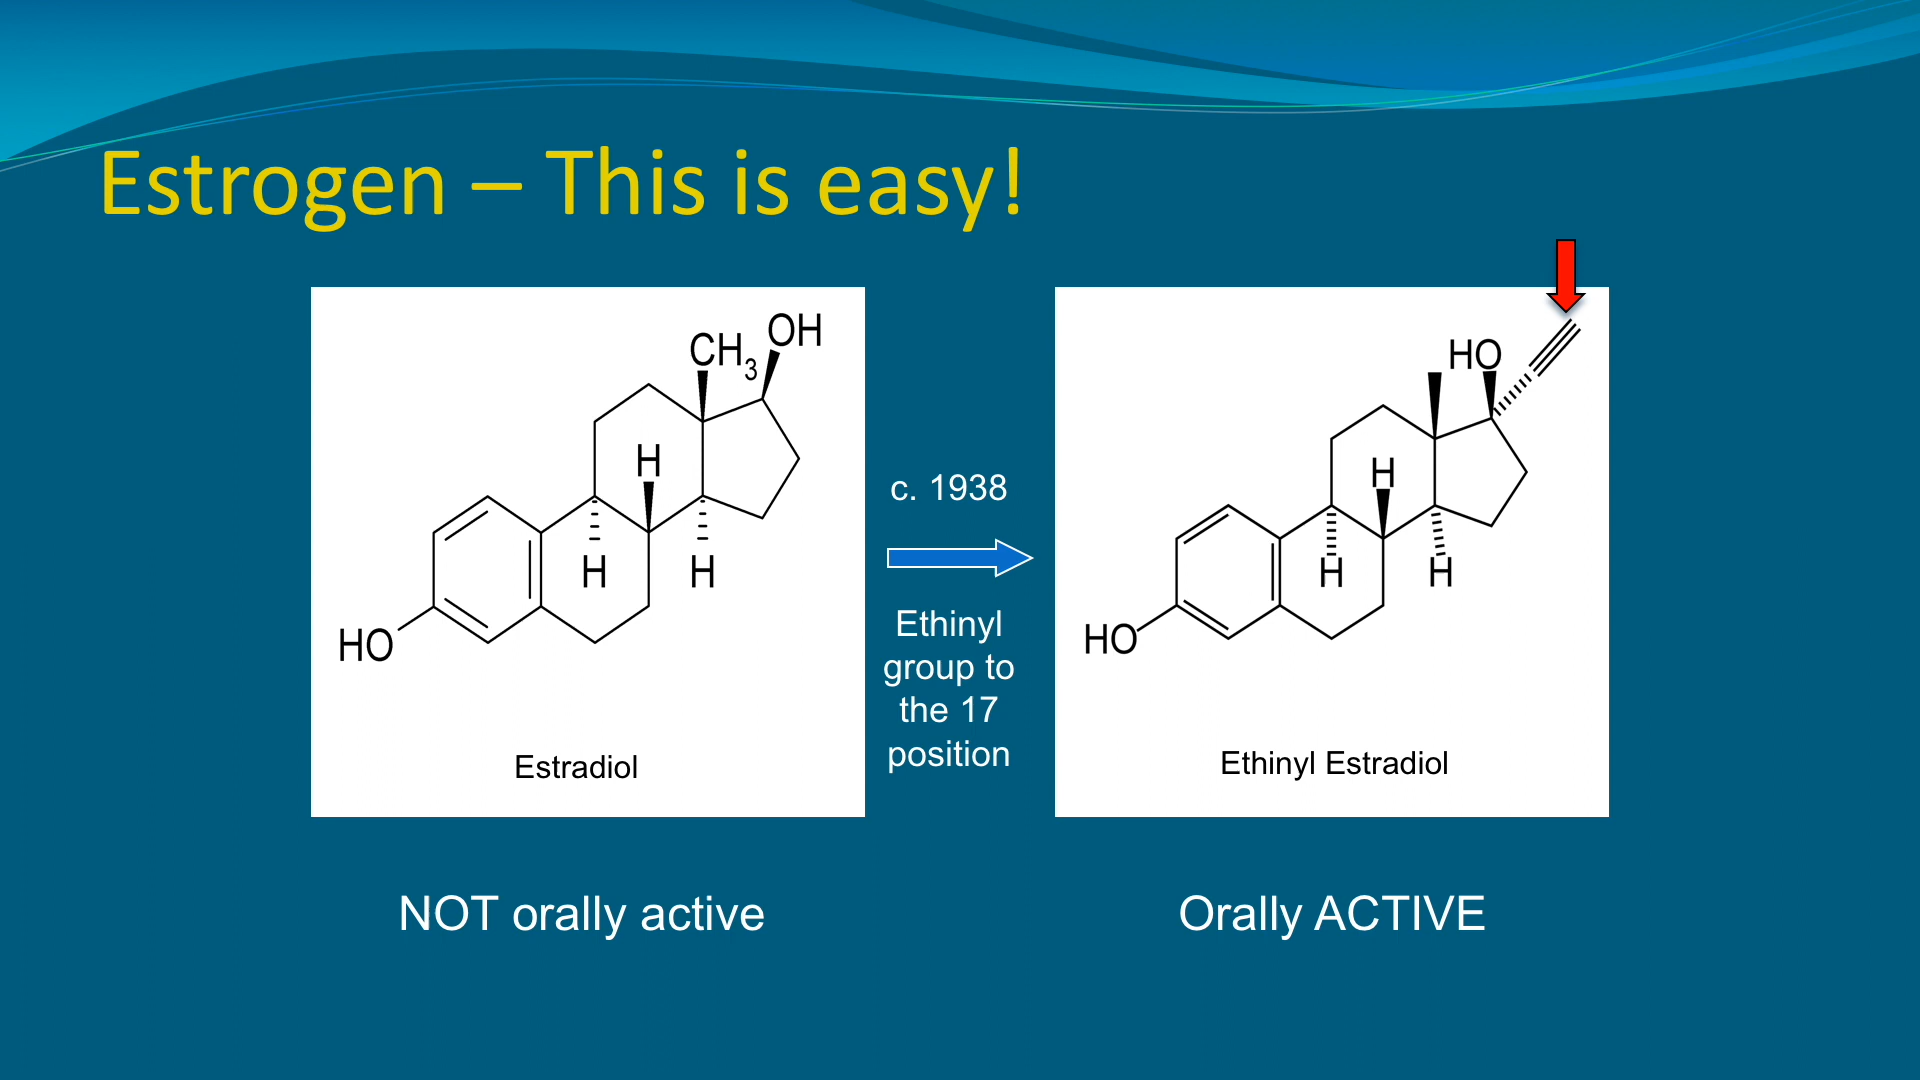 Estrogen – This is easy!
CH3
OH
H
H
H
HO
Estradiol
c. 1938
Ethinyl
group to
the 17
position
HO
H
H
H
HO
Ethinyl Estradiol
NOT orally active
Orally ACTIVE